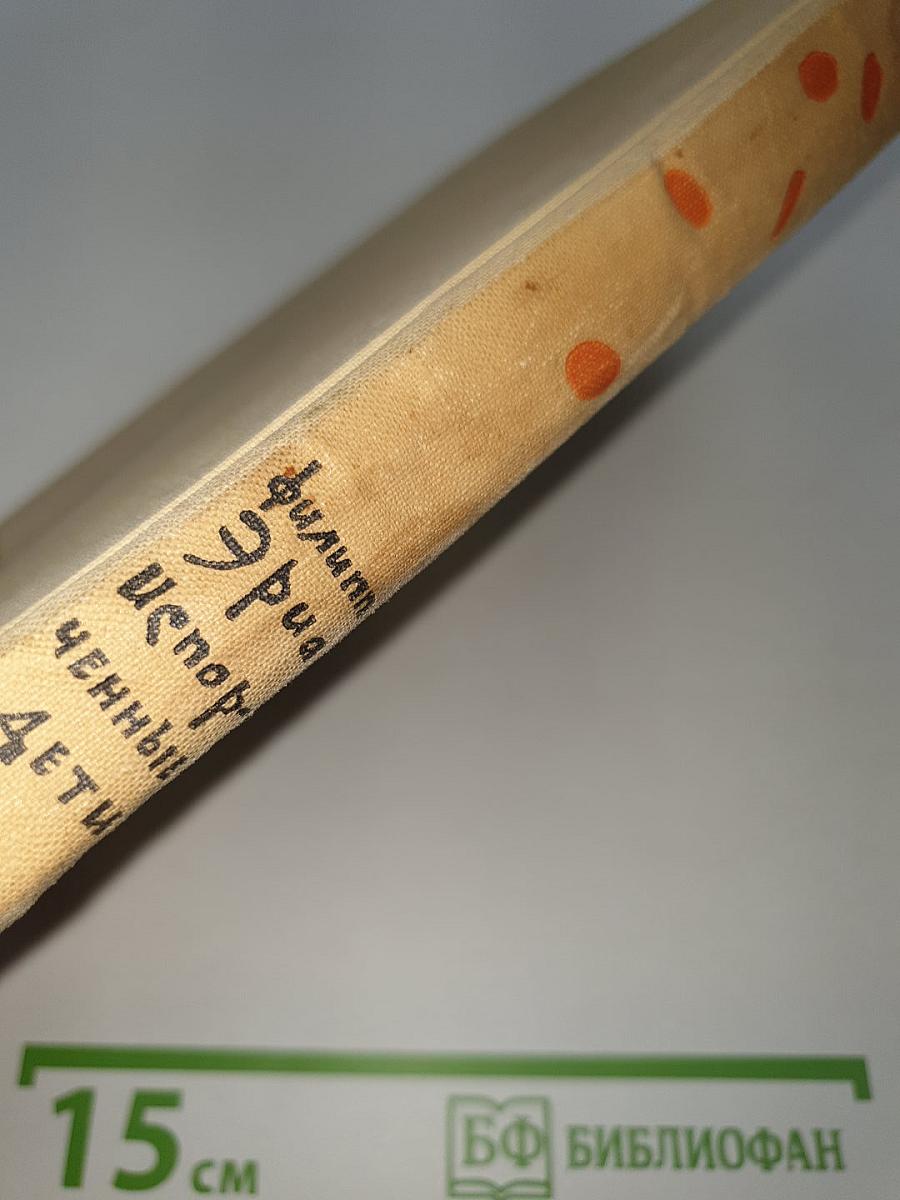 Филипп
Эриа
Испор-
ченные
дети
15 см
БФ БИБЛИОФАН